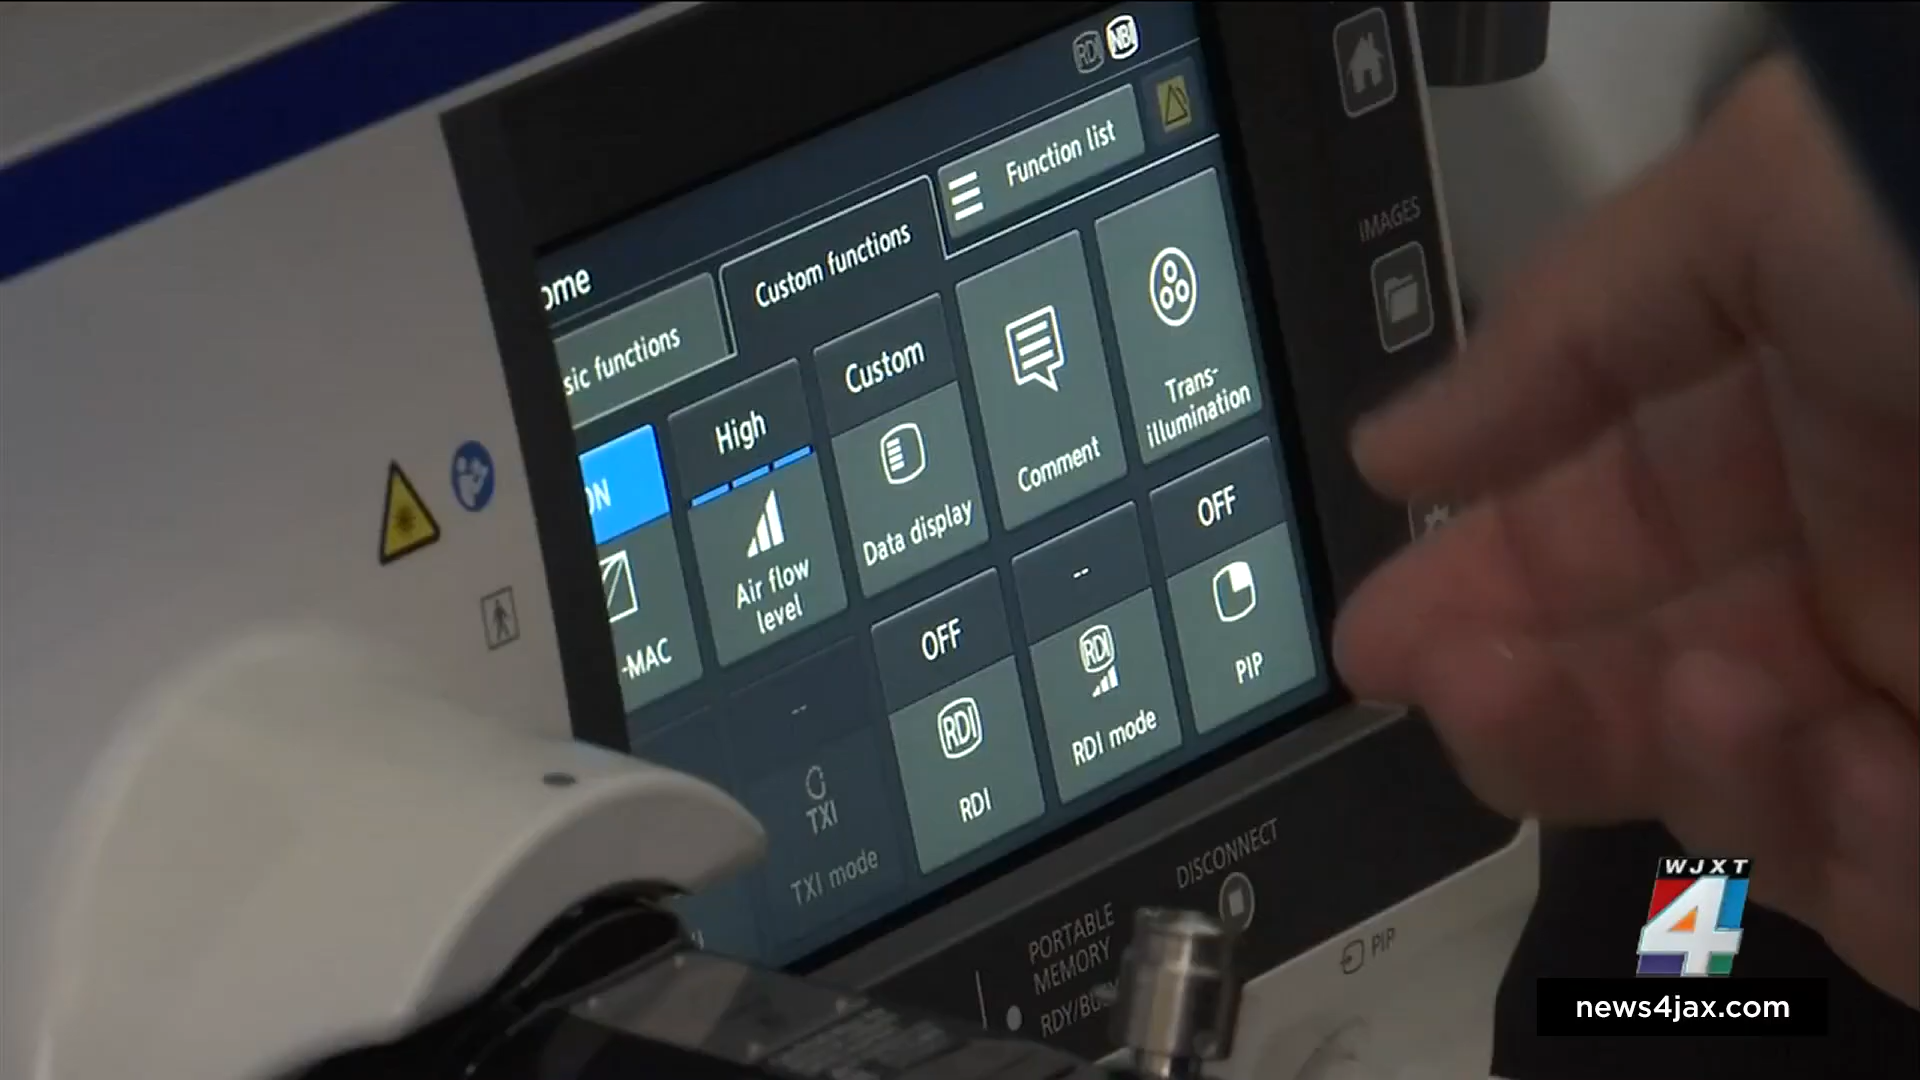 RDI NBI
Function list
ome
Custom functions
sic functions
ON
-MAC
High
Air flow
level
Custom
Data display
Comment
Trans-
illumination
--
TXI
TXI mode
OFF
RDI
RDI
--
RDI
RDI mode
OFF
PIP
IMAGES
DISCONNECT
PORTABLE
MEMORY
RDY/BUSY
PIP
WJXT
4
news4jax.com